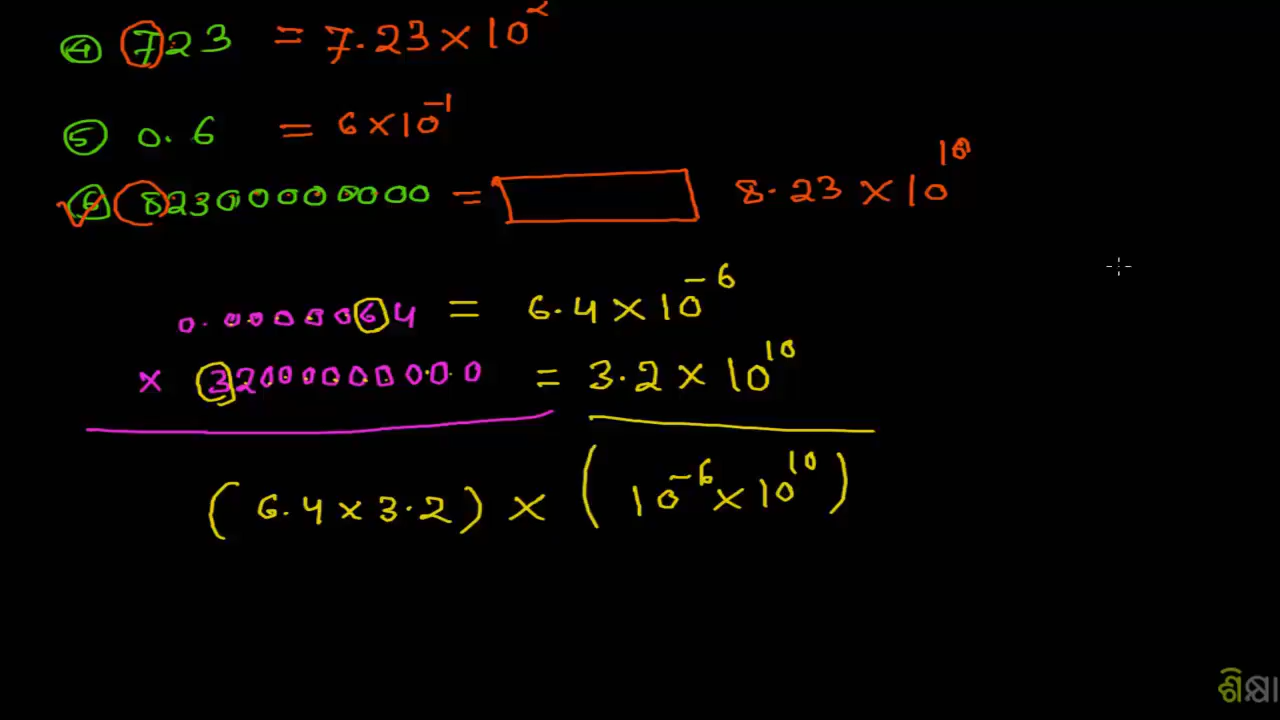 ④ 723 = 7.23 × 10²
⑤ 0.6 = 6 × 10⁻¹
⑥ 82300000000 = 8.23 × 10¹⁰
0.0000064 = 6.4 × 10⁻⁶
× 32000000000 = 3.2 × 10¹⁰
(6.4 × 3.2) × (10⁻⁶ × 10¹⁰)
ଶିକ୍ଷା